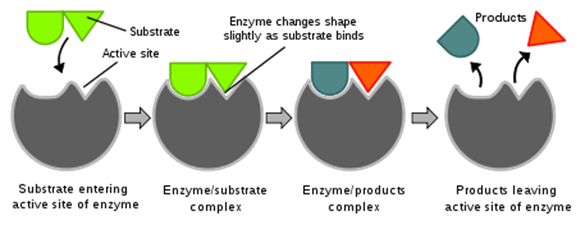 Substrate
Active site
Enzyme changes shape
slightly as substrate binds
Products
Substrate entering
active site of enzyme
Enzyme/substrate
complex
Enzyme/products
complex
Products leaving
active site of enzyme